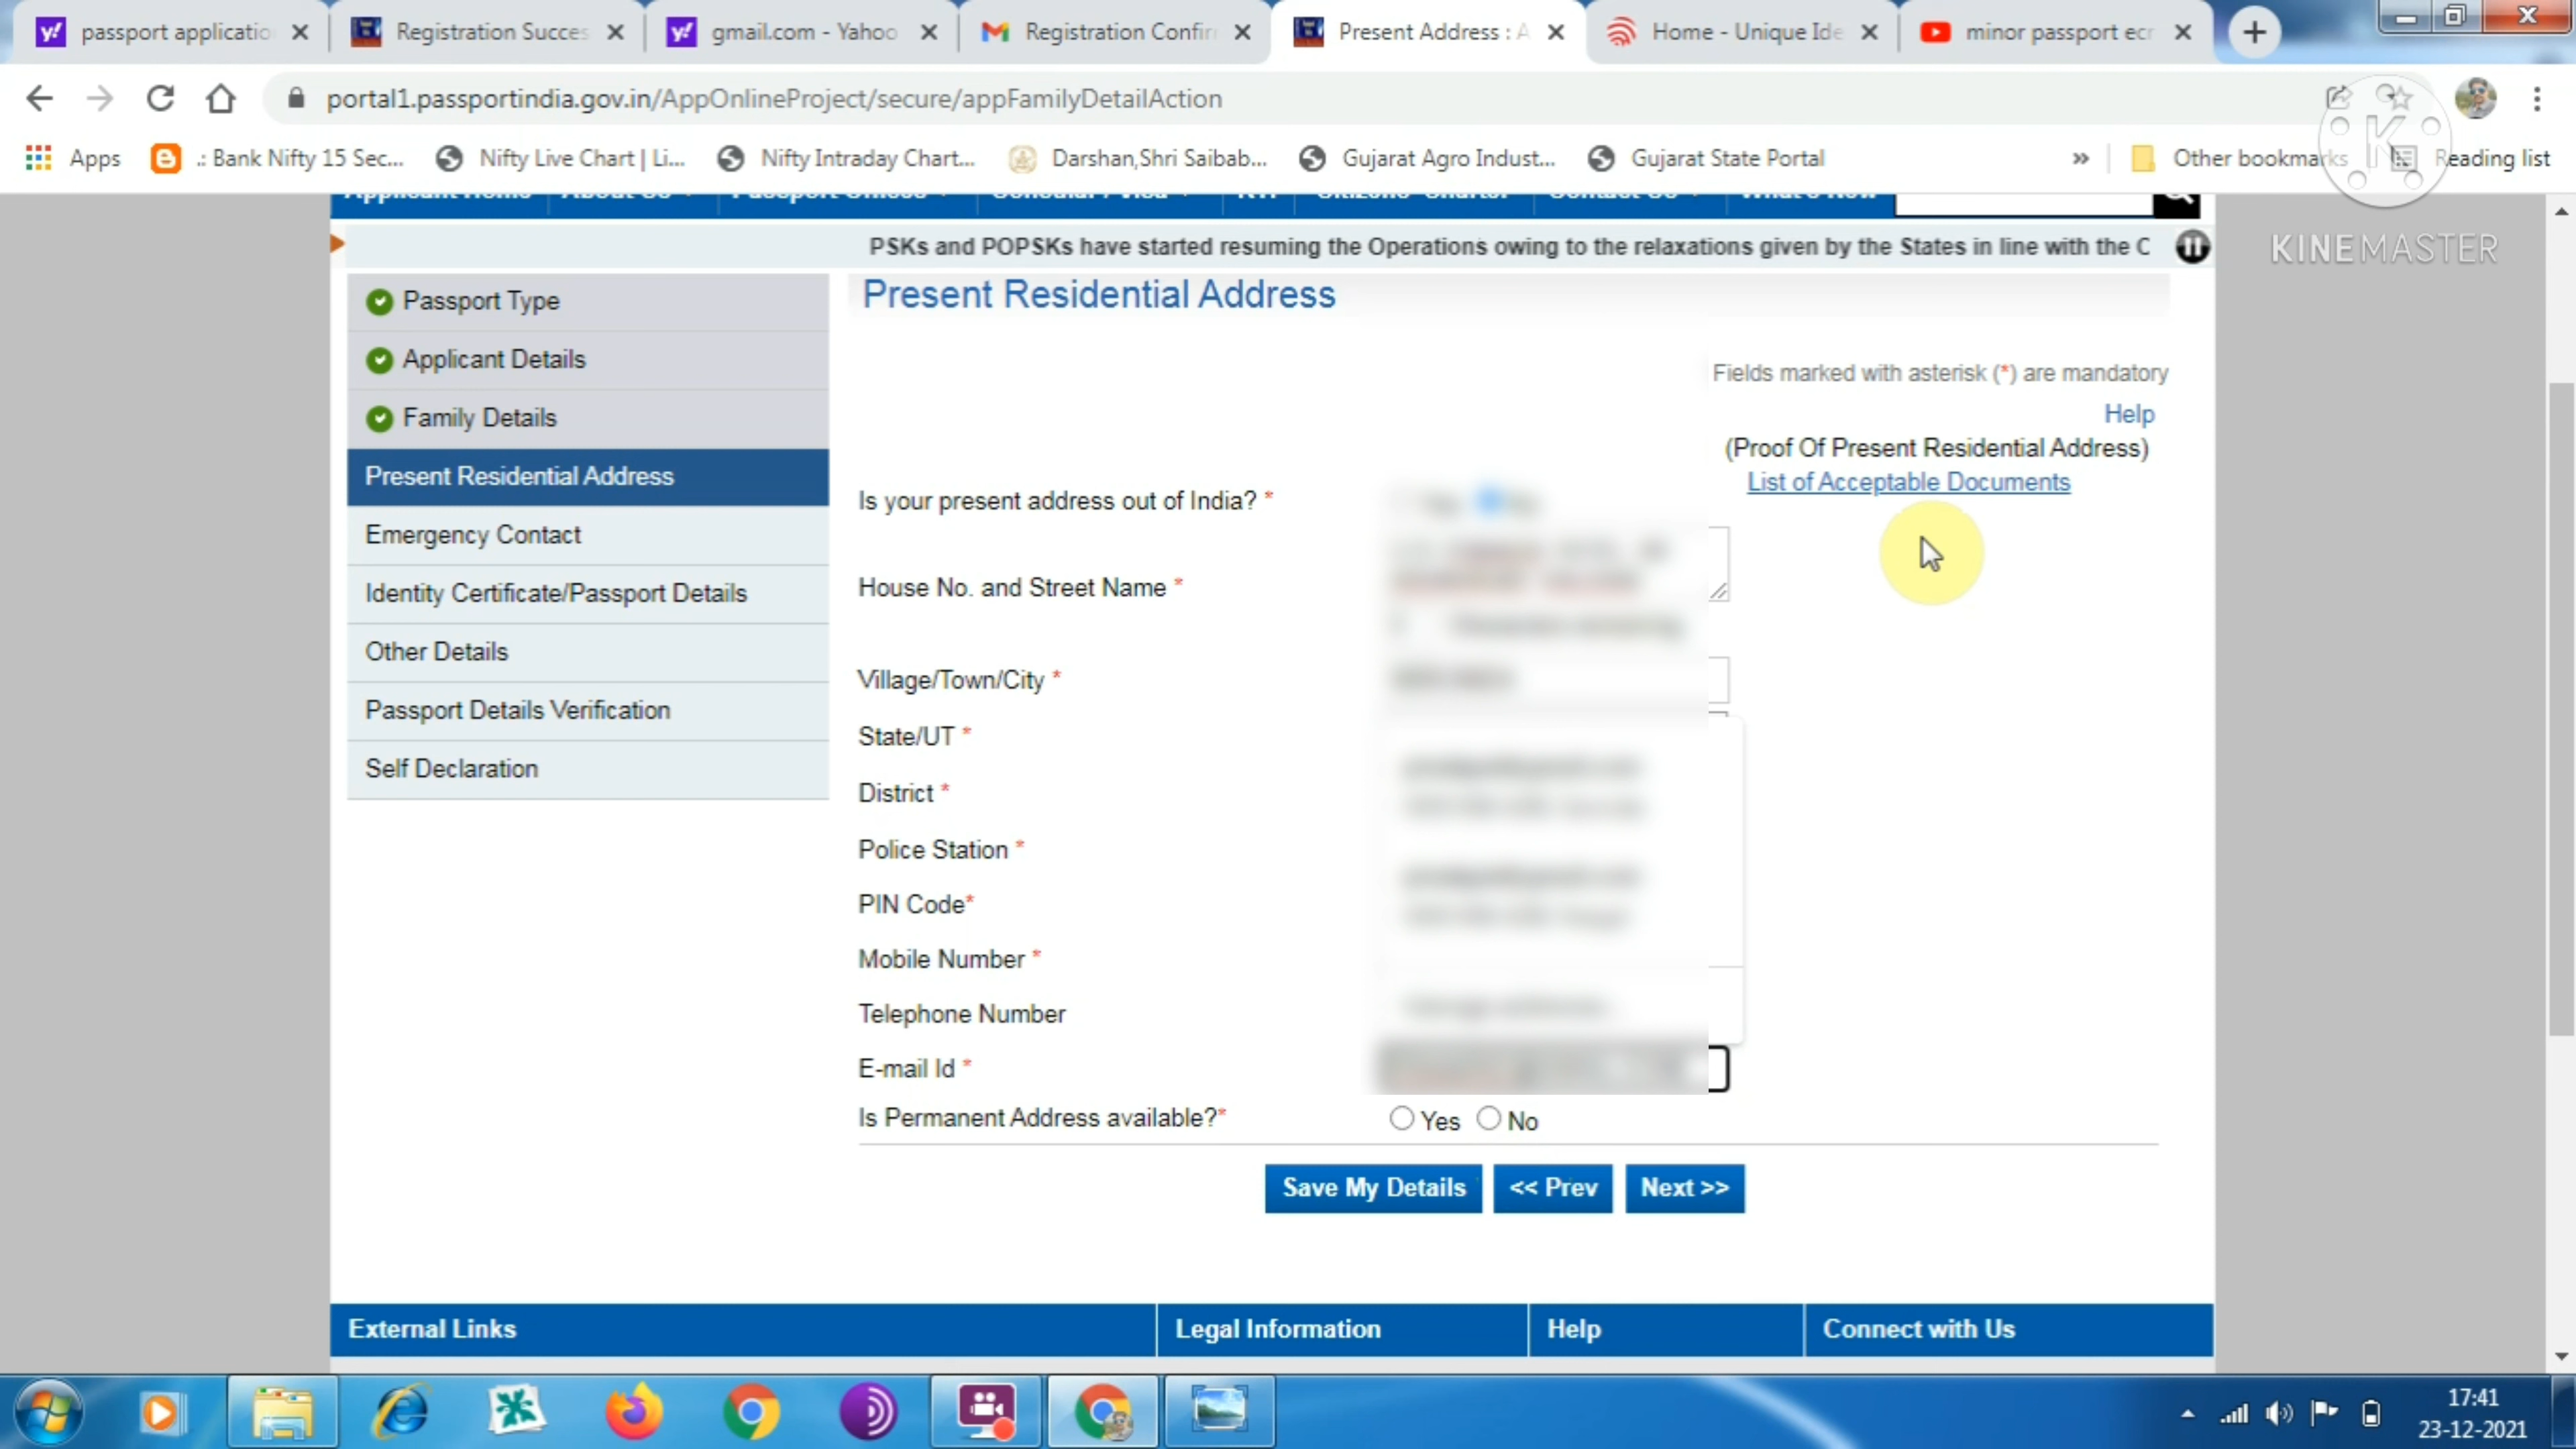 passport applicatio
Registration Succes
gmail.com - Yahoo
Registration Confir
Present Address : A
Home - Unique Ide
minor passport ecr
portal1.passportindia.gov.in/AppOnlineProject/secure/appFamilyDetailAction
Apps
.: Bank Nifty 15 Sec...
Nifty Live Chart | Li...
Nifty Intraday Chart...
Darshan,Shri Saibab...
Gujarat Agro Indust...
Gujarat State Portal
»
Other bookmarks
Reading list
K
KINEMASTER
Applicant Home
About Us
Passport Offices
Consular / Visa
RTI
Citizens' Charter
Contact Us
What's New
PSKs and POPSKs have started resuming the Operations owing to the relaxations given by the States in line with the C
Passport Type
Applicant Details
Family Details
Present Residential Address
Emergency Contact
Identity Certificate/Passport Details
Other Details
Passport Details Verification
Self Declaration
Present Residential Address
Fields marked with asterisk (*) are mandatory
Help
(Proof Of Present Residential Address)
List of Acceptable Documents
Is your present address out of India? *
House No. and Street Name *
Village/Town/City *
State/UT *
District *
Police Station *
PIN Code*
Mobile Number *
Telephone Number
E-mail Id *
Is Permanent Address available?* Yes No
Save My Details
<< Prev
Next >>
External Links
Legal Information
Help
Connect with Us
17:41
23-12-2021